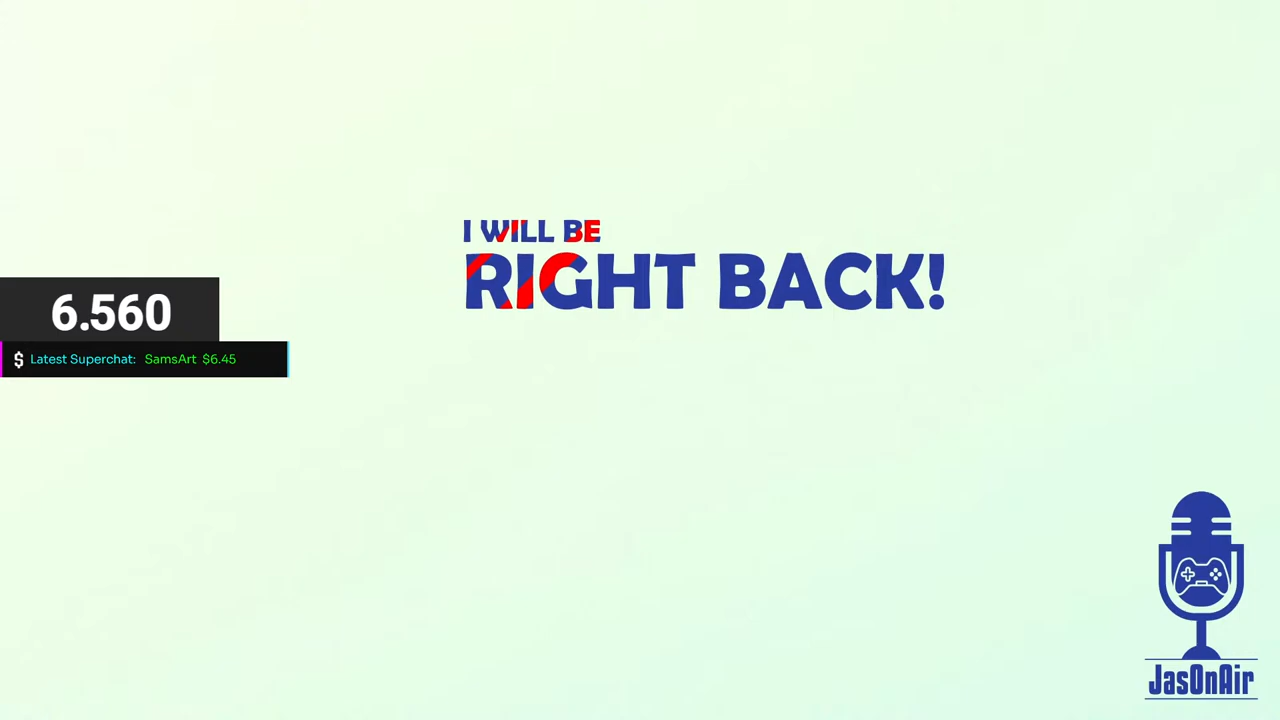 I WILL BE
RIGHT BACK!
6.560
$ Latest Superchat: SamsArt $6.45
JasOnAir